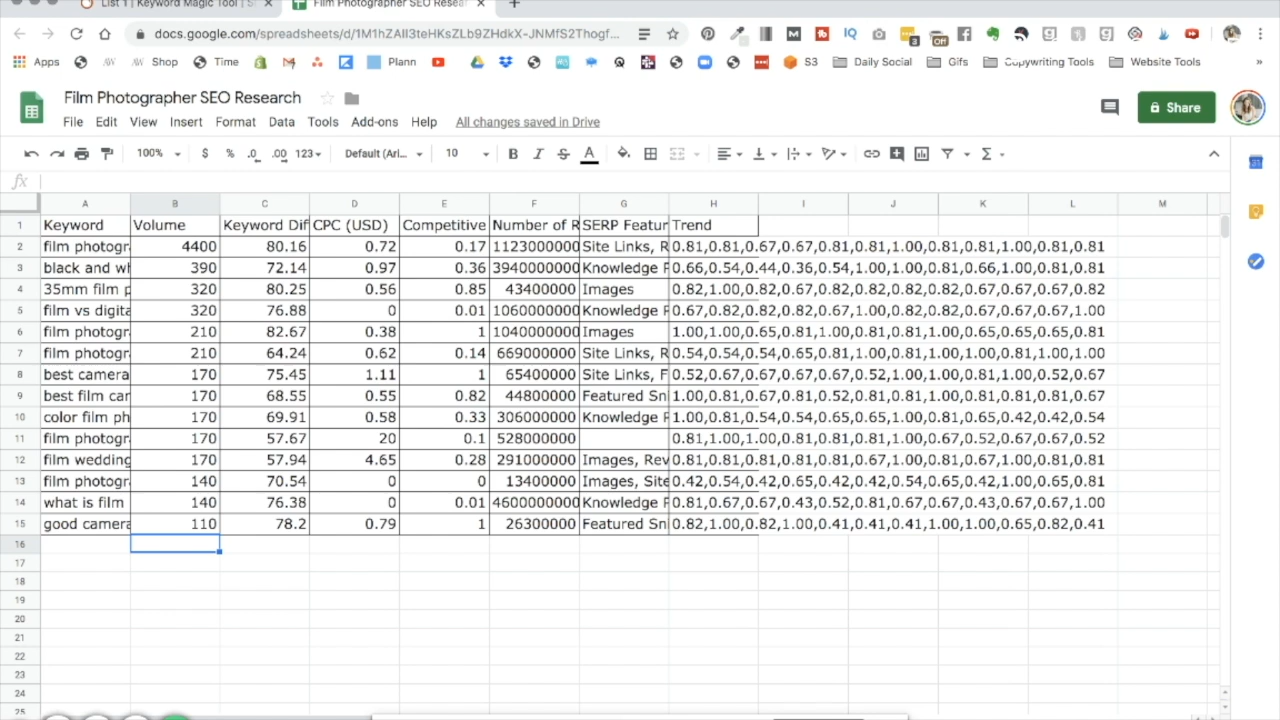 List 1 | Keyword Magic Tool | S
Film Photographer SEO Resear
docs.google.com/spreadsheets/d/1M1hZAIl3teHKsZLb9ZHdkX-JNMfS2Thogf...
Apps Shop Time Plann S3 Daily Social Gifs Copywriting Tools Website Tools »
Film Photographer SEO Research
File Edit View Insert Format Data Tools Add-ons Help All changes saved in Drive
Share
100% $ % .0 .00 123 Default (Ari... 10 B I S A Σ
fx
A B C D E F G H I J K L M
1 Keyword Volume Keyword Dif CPC (USD) Competitive Number of R SERP Featur Trend
2 film photogr 4400 80.16 0.72 0.17 1123000000 Site Links, R 0.81,0.81,0.67,0.67,0.81,0.81,1.00,0.81,0.81,1.00,0.81,0.81
3 black and wh 390 72.14 0.97 0.36 3940000000 Knowledge P 0.66,0.54,0.44,0.36,0.54,1.00,1.00,0.81,0.66,1.00,0.81,0.81
4 35mm film p 320 80.25 0.56 0.85 43400000 Images 0.82,1.00,0.82,0.67,0.82,0.82,0.82,0.82,0.67,0.67,0.67,0.82
5 film vs digita 320 76.88 0 0.01 1060000000 Knowledge P 0.67,0.82,0.82,0.82,0.67,1.00,0.82,0.82,0.67,0.67,0.67,1.00
6 film photogr 210 82.67 0.38 1 1040000000 Images 1.00,1.00,0.65,0.81,1.00,0.81,0.81,1.00,0.65,0.65,0.65,0.81
7 film photogr 210 64.24 0.62 0.14 669000000 Site Links, R 0.54,0.54,0.54,0.65,0.81,1.00,0.81,1.00,1.00,0.81,1.00,1.00
8 best camera 170 75.45 1.11 1 65400000 Site Links, F 0.52,0.67,0.67,0.67,0.67,0.52,1.00,1.00,0.81,1.00,0.52,0.67
9 best film car 170 68.55 0.55 0.82 44800000 Featured Sni 1.00,0.81,0.67,0.81,0.52,0.81,0.81,1.00,0.81,0.81,0.81,0.67
10 color film ph 170 69.91 0.58 0.33 306000000 Knowledge P 1.00,0.81,0.54,0.54,0.65,0.65,1.00,0.81,0.65,0.42,0.42,0.54
11 film photogr 170 57.67 20 0.1 528000000 0.81,1.00,1.00,0.81,0.81,0.81,1.00,0.67,0.52,0.67,0.67,0.52
12 film wedding 170 57.94 4.65 0.28 291000000 Images, Rev 0.81,0.81,0.81,0.81,0.81,0.67,1.00,0.81,0.67,1.00,0.81,0.81
13 film photogr 140 70.54 0 0 13400000 Images, Site 0.42,0.54,0.42,0.65,0.42,0.42,0.54,0.65,0.42,1.00,0.65,0.81
14 what is film 140 76.38 0 0.01 4600000000 Knowledge P 0.81,0.67,0.67,0.43,0.52,0.81,0.67,0.67,0.43,0.67,0.67,1.00
15 good camera 110 78.2 0.79 1 26300000 Featured Sni 0.82,1.00,0.82,1.00,0.41,0.41,0.41,1.00,1.00,0.65,0.82,0.41
16
17
18
19
20
21
22
23
24
25